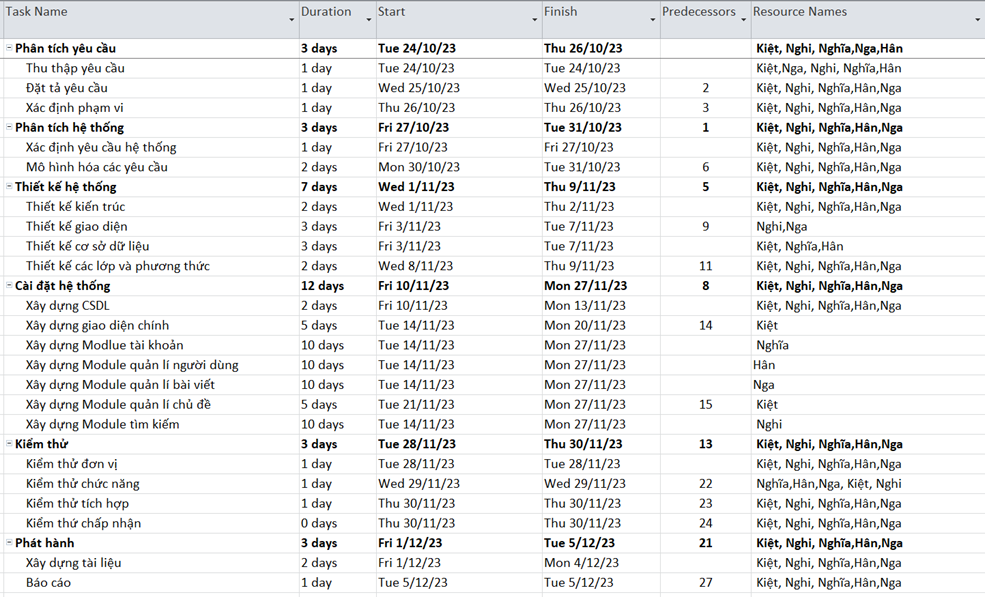 Task Name Duration Start Finish Predecessors Resource Names
Phân tích yêu cầu 3 days Tue 24/10/23 Thu 26/10/23 Kiệt, Nghi, Nghĩa,Nga,Hân
Thu thập yêu cầu 1 day Tue 24/10/23 Tue 24/10/23 Kiệt,Nga, Nghi, Nghĩa,Hân
Đặt tả yêu cầu 1 day Wed 25/10/23 Wed 25/10/23 2 Kiệt, Nghi, Nghĩa,Hân,Nga
Xác định phạm vi 1 day Thu 26/10/23 Thu 26/10/23 3 Kiệt, Nghi, Nghĩa,Hân,Nga
Phân tích hệ thống 3 days Fri 27/10/23 Tue 31/10/23 1 Kiệt, Nghi, Nghĩa,Hân,Nga
Xác định yêu cầu hệ thống 1 day Fri 27/10/23 Fri 27/10/23 Kiệt, Nghi, Nghĩa,Hân,Nga
Mô hình hóa các yêu cầu 2 days Mon 30/10/23 Tue 31/10/23 6 Kiệt, Nghi, Nghĩa,Hân,Nga
Thiết kế hệ thống 7 days Wed 1/11/23 Thu 9/11/23 5 Kiệt, Nghi, Nghĩa,Hân,Nga
Thiết kế kiến trúc 2 days Wed 1/11/23 Thu 2/11/23 Kiệt, Nghi, Nghĩa,Hân,Nga
Thiết kế giao diện 3 days Fri 3/11/23 Tue 7/11/23 9 Nghi,Nga
Thiết kế cơ sở dữ liệu 3 days Fri 3/11/23 Tue 7/11/23 Kiệt, Nghĩa,Hân
Thiết kế các lớp và phương thức 2 days Wed 8/11/23 Thu 9/11/23 11 Kiệt, Nghi, Nghĩa,Hân,Nga
Cài đặt hệ thống 12 days Fri 10/11/23 Mon 27/11/23 8 Kiệt, Nghi, Nghĩa,Hân,Nga
Xây dựng CSDL 2 days Fri 10/11/23 Mon 13/11/23 Kiệt, Nghi, Nghĩa,Hân,Nga
Xây dựng giao diện chính 5 days Tue 14/11/23 Mon 20/11/23 14 Kiệt
Xây dựng Modlue tài khoản 10 days Tue 14/11/23 Mon 27/11/23 Nghĩa
Xây dựng Module quản lí người dùng 10 days Tue 14/11/23 Mon 27/11/23 Hân
Xây dựng Module quản lí bài viết 10 days Tue 14/11/23 Mon 27/11/23 Nga
Xây dựng Module quản lí chủ đề 5 days Tue 21/11/23 Mon 27/11/23 15 Kiệt
Xây dựng Module tìm kiếm 10 days Tue 14/11/23 Mon 27/11/23 Nghi
Kiểm thử 3 days Tue 28/11/23 Thu 30/11/23 13 Kiệt, Nghi, Nghĩa,Hân,Nga
Kiểm thử đơn vị 1 day Tue 28/11/23 Tue 28/11/23 Kiệt, Nghi, Nghĩa,Hân,Nga
Kiểm thử chức năng 1 day Wed 29/11/23 Wed 29/11/23 22 Nghĩa,Hân,Nga, Kiệt, Nghi
Kiểm thử tích hợp 1 day Thu 30/11/23 Thu 30/11/23 23 Kiệt, Nghi, Nghĩa,Hân,Nga
Kiểm thử chấp nhận 0 days Thu 30/11/23 Thu 30/11/23 24 Kiệt, Nghi, Nghĩa,Hân,Nga
Phát hành 3 days Fri 1/12/23 Tue 5/12/23 21 Kiệt, Nghi, Nghĩa,Hân,Nga
Xây dựng tài liệu 2 days Fri 1/12/23 Mon 4/12/23 Kiệt, Nghi, Nghĩa,Hân,Nga
Báo cáo 1 day Tue 5/12/23 Tue 5/12/23 27 Kiệt, Nghi, Nghĩa,Hân,Nga